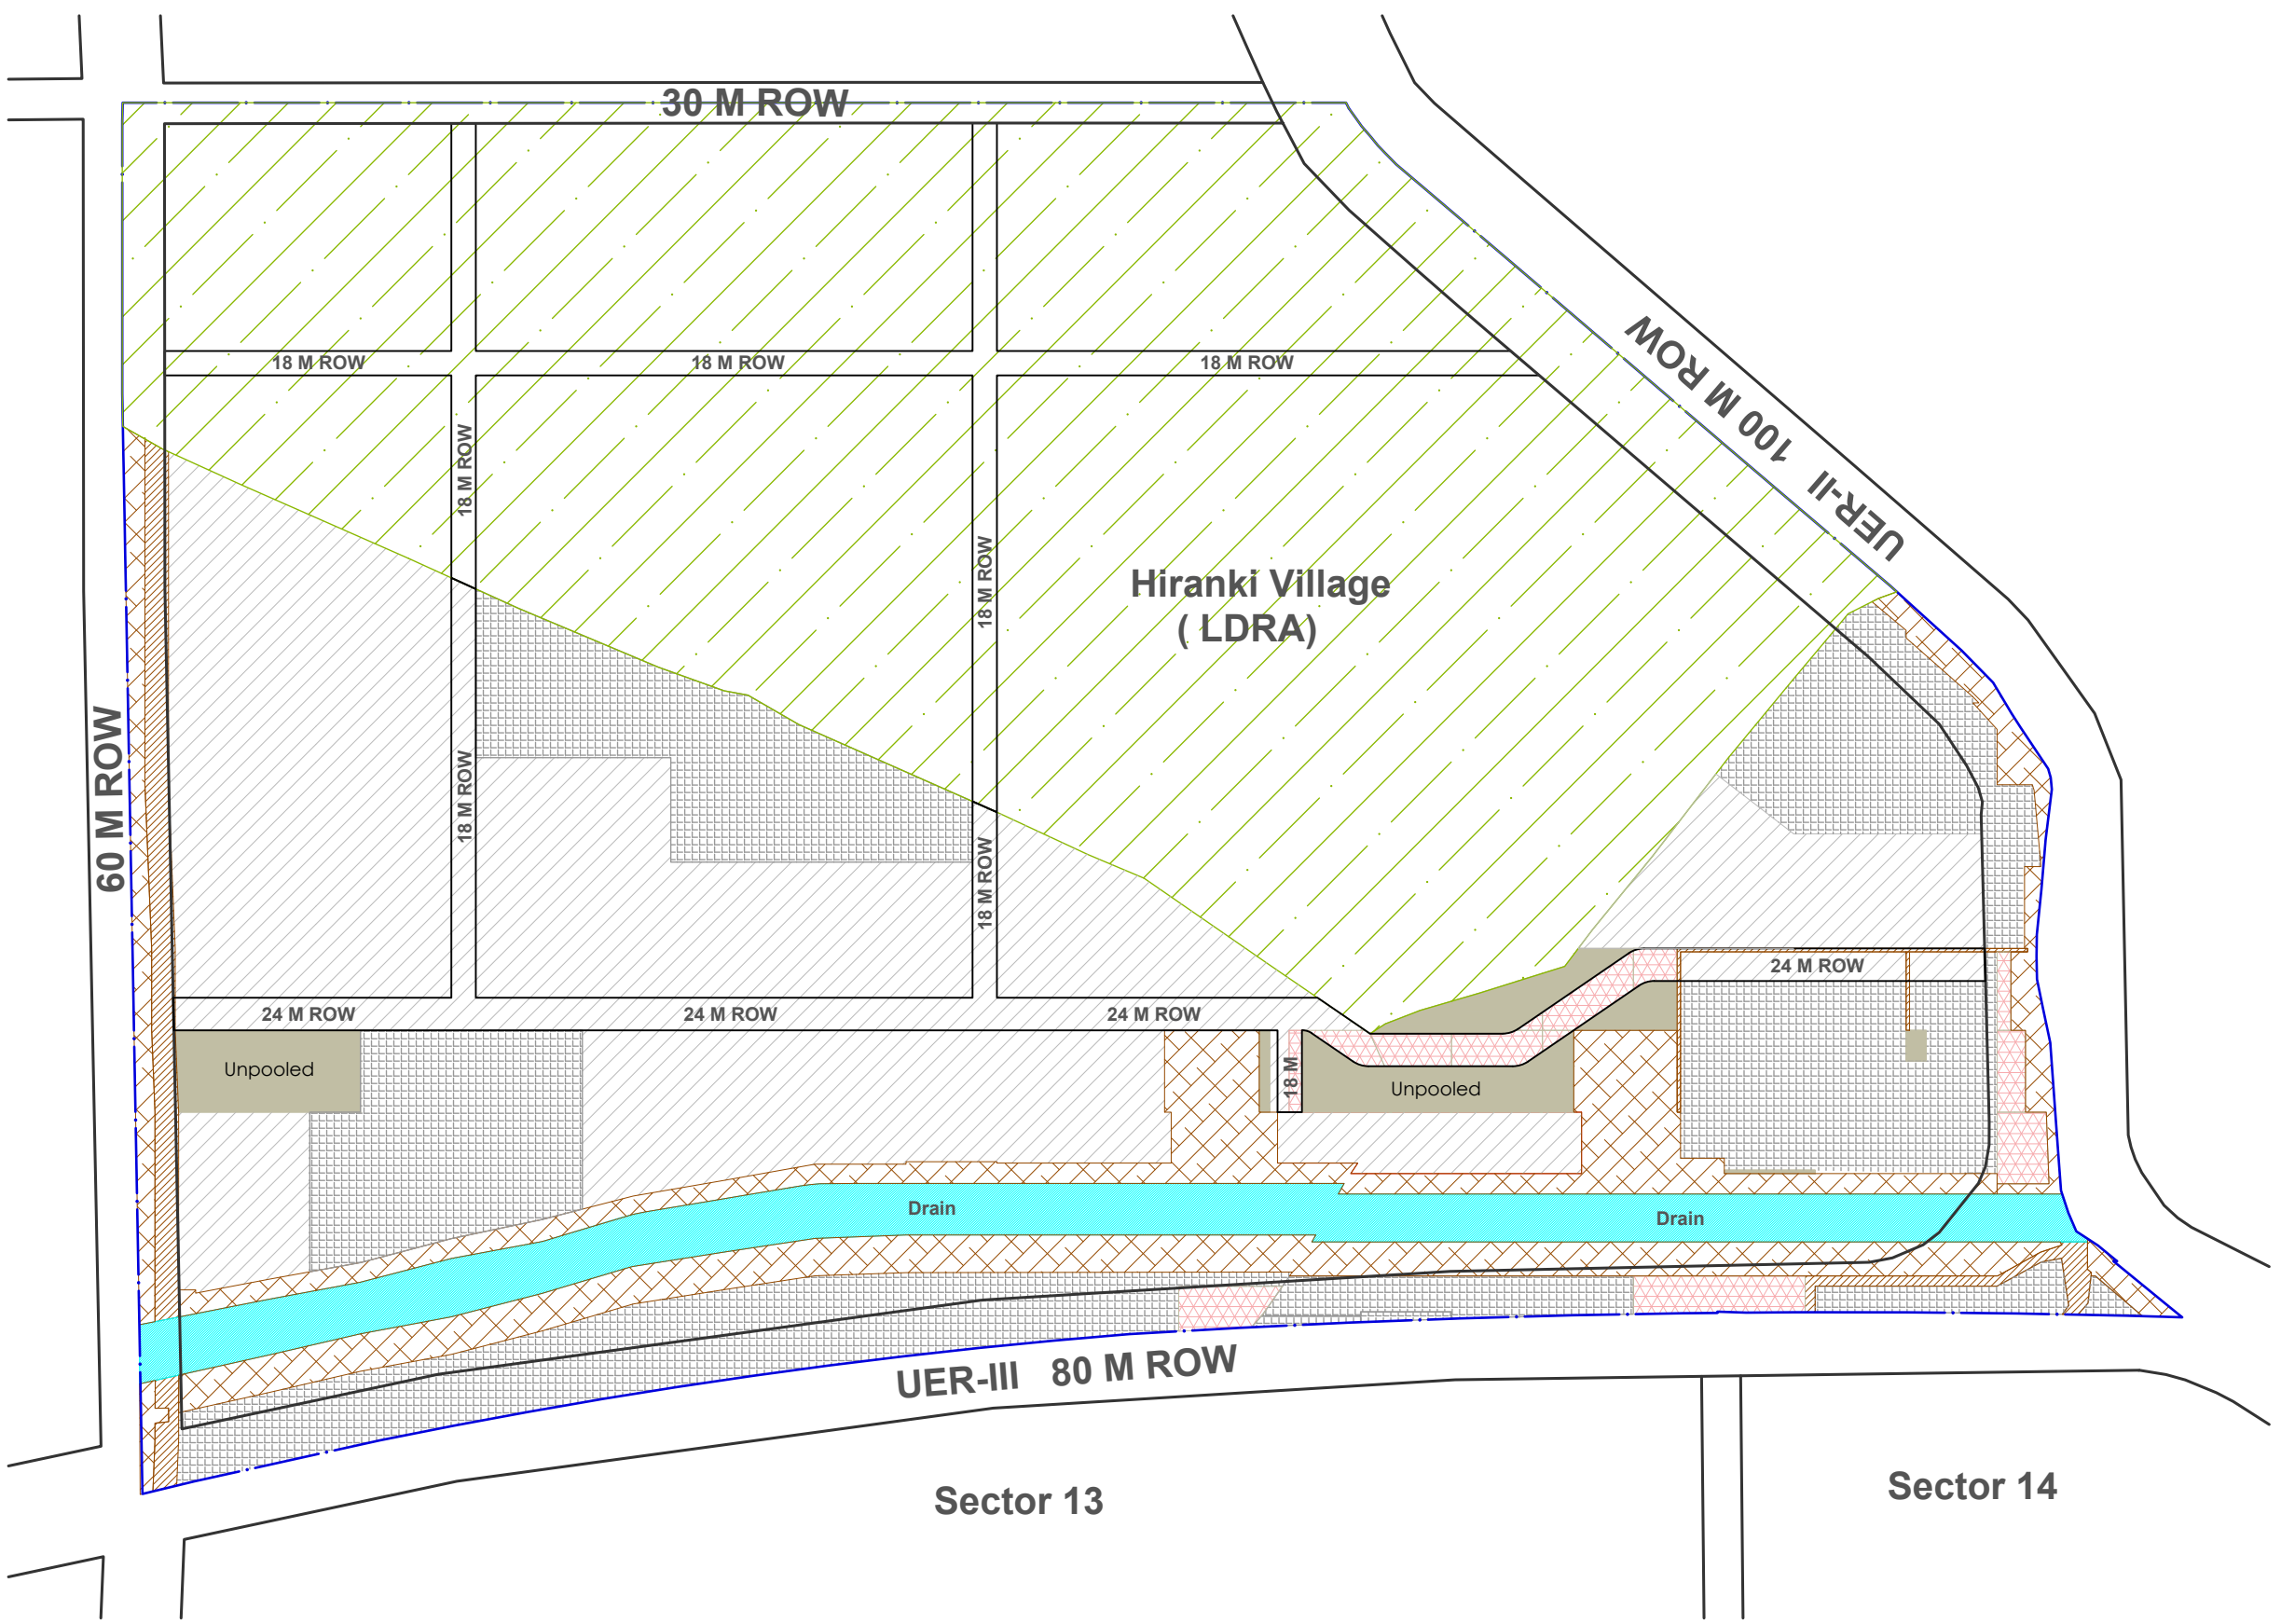 30 M ROW
18 M ROW
18 M ROW
18 M ROW
UER-II 100 M ROW
18 M ROW
18 M ROW
Hiranki Village
( LDRA)
60 M ROW
18 M ROW
18 M ROW
24 M ROW
24 M ROW
24 M ROW
24 M ROW
Unpooled
18 M
Unpooled
Drain
Drain
UER-III 80 M ROW
Sector 13
Sector 14